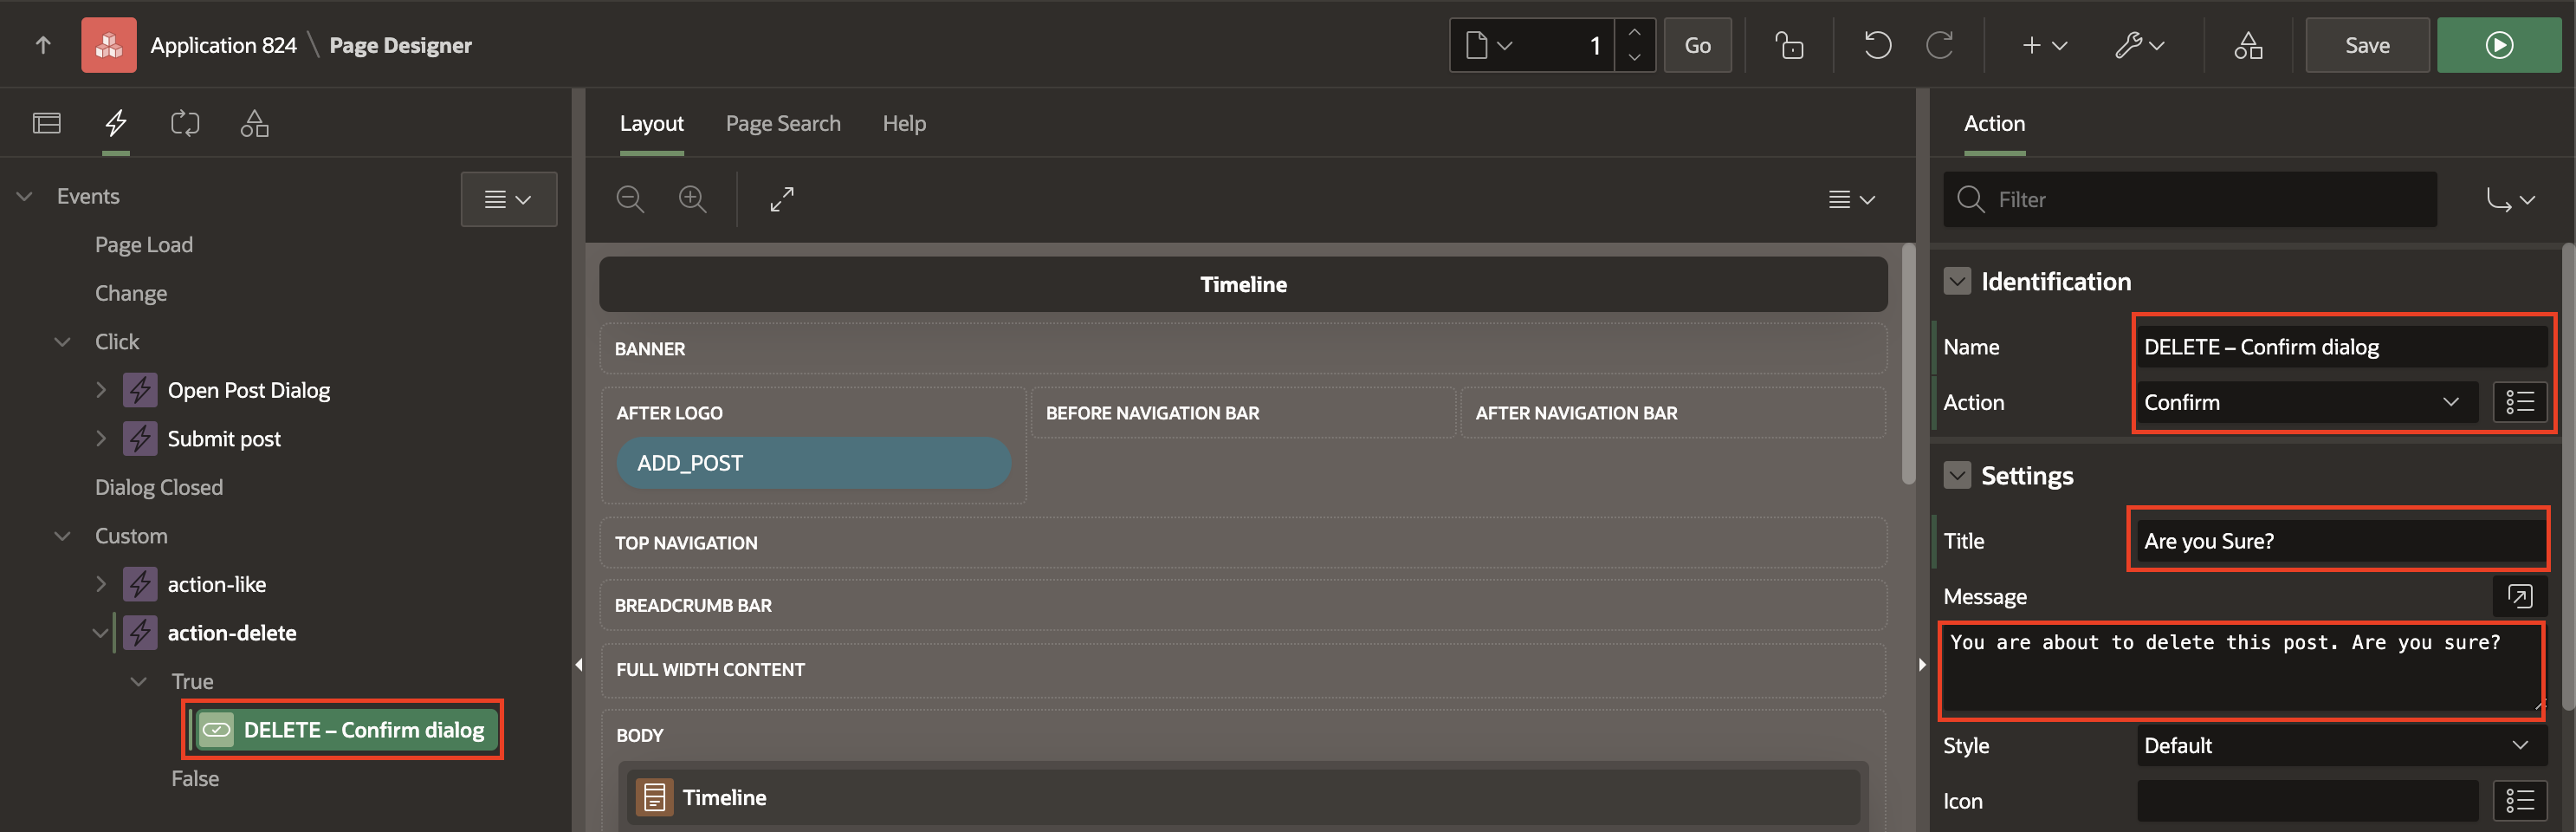 Application 824 \ Page Designer
1
Go
Save
Layout
Page Search
Help
Action
Events
Filter
Page Load
Change
Click
Open Post Dialog
Submit post
Dialog Closed
Custom
action-like
action-delete
True
DELETE – Confirm dialog
False
Timeline
BANNER
AFTER LOGO
BEFORE NAVIGATION BAR
AFTER NAVIGATION BAR
ADD_POST
TOP NAVIGATION
BREADCRUMB BAR
FULL WIDTH CONTENT
BODY
Timeline
Identification
Name
DELETE – Confirm dialog
Action
Confirm
Settings
Title
Are you Sure?
Message
You are about to delete this post. Are you sure?
Style
Default
Icon